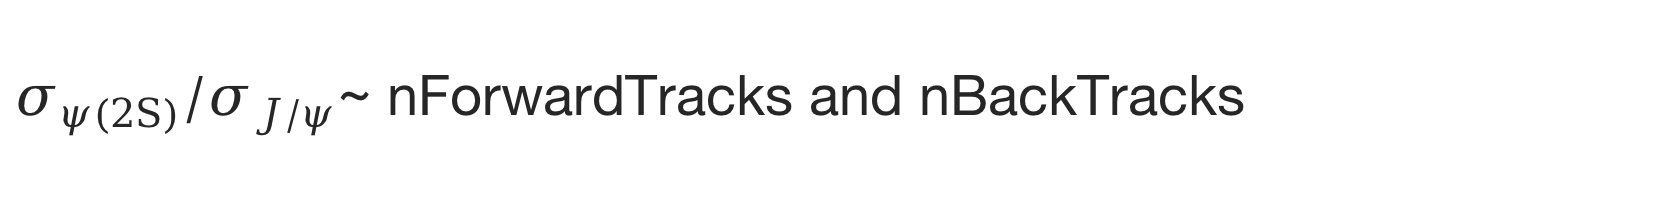 σ_ψ(2S)/σ_J/ψ ~ nForwardTracks and nBackTracks